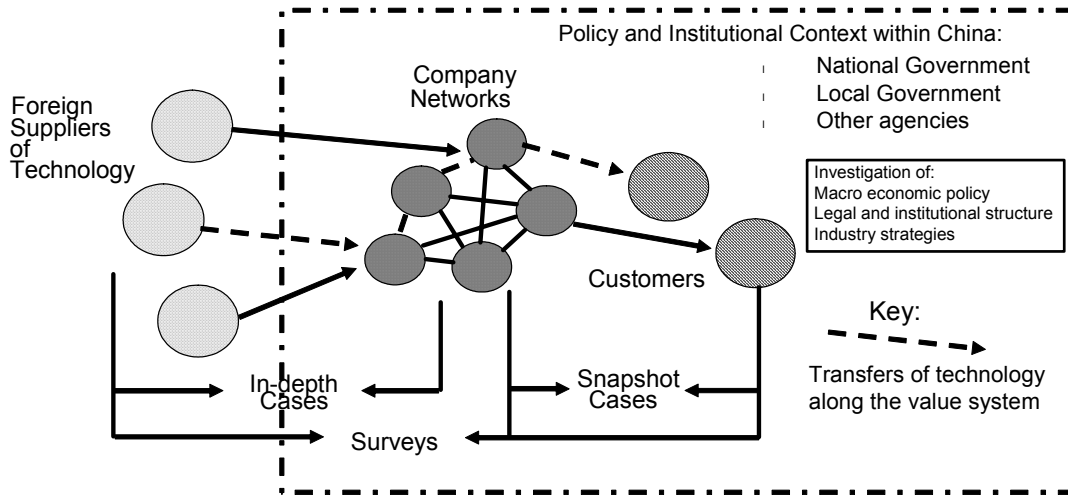 Policy and Institutional Context within China:
National Government
Local Government
Other agencies
Company
Networks
Foreign
Suppliers
of
Technology
Investigation of:
Macro economic policy
Legal and institutional structure
Industry strategies
Customers
Key:
Transfers of technology
along the value system
In-depth
Cases
Snapshot
Cases
Surveys